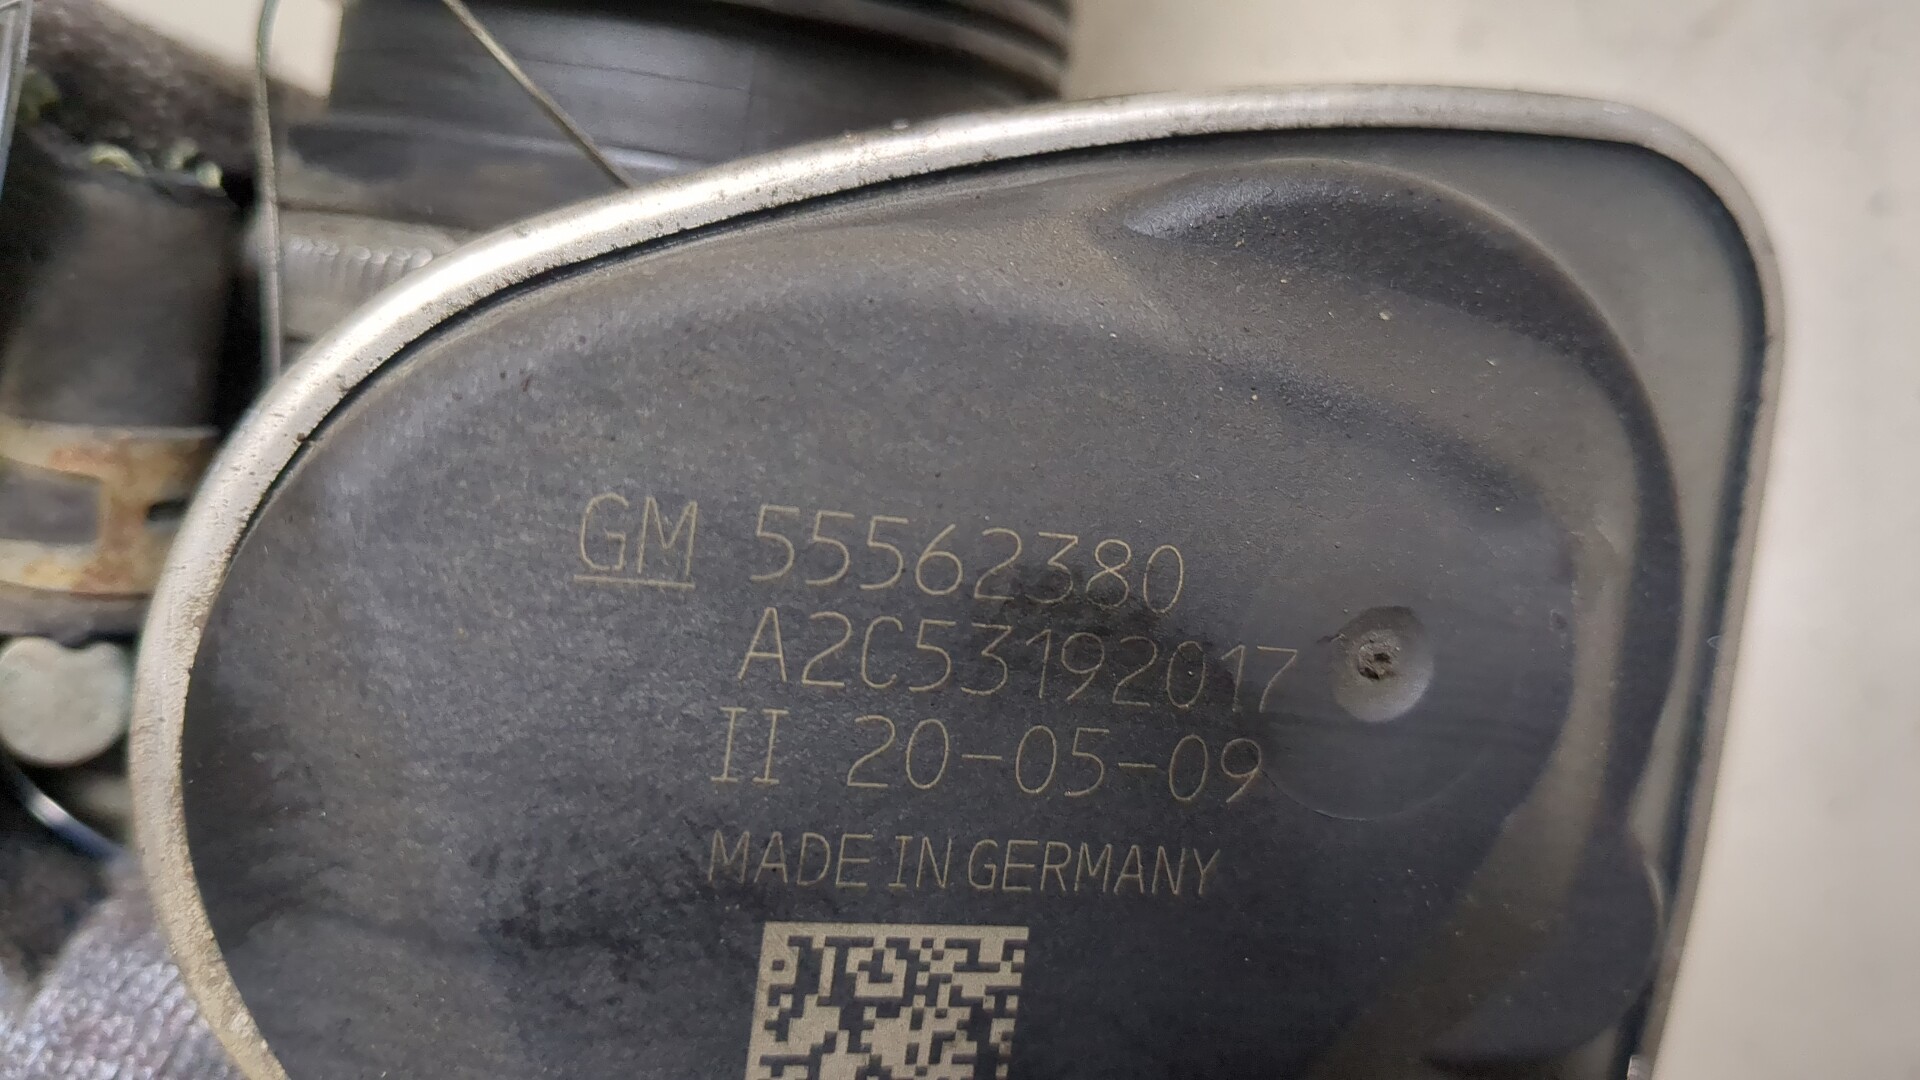 GM 55562380
A2C53192017
II 20-05-09
MADE IN GERMANY